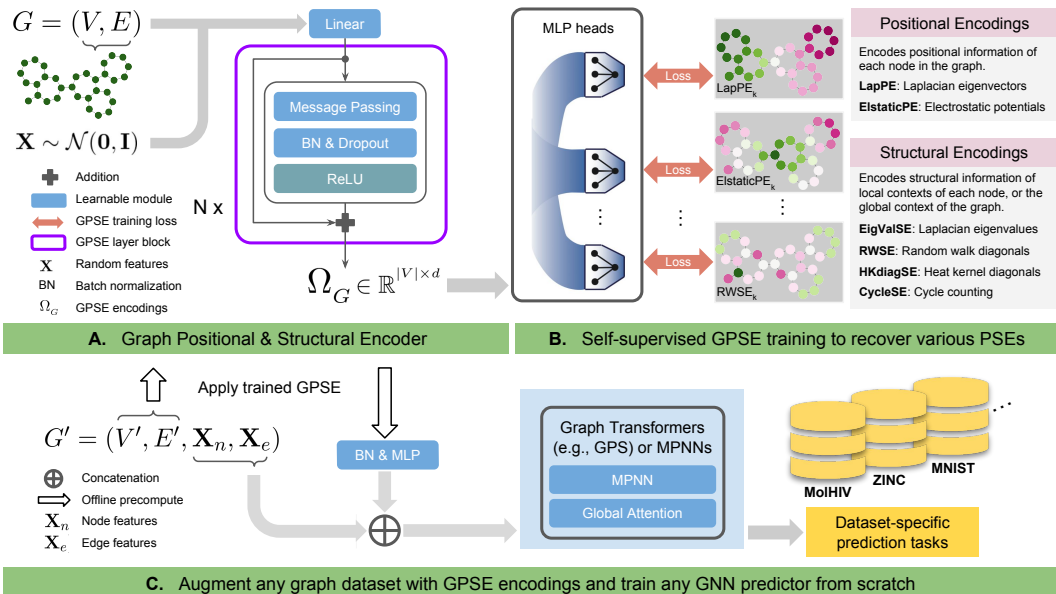 G = (V, E)
X ∼ N(0, I)
Addition
Learnable module
GPSE training loss
GPSE layer block
X Random features
BN Batch normalization
Ω_G GPSE encodings
Linear
Message Passing
BN & Dropout
ReLU
N x
Ω_G ∈ ℝ^{|V|×d}
A. Graph Positional & Structural Encoder
MLP heads
Loss
LapPE_k
Loss
ElstaticPE_k
⋮
⋮
⋮
Loss
RWSE_k
Positional Encodings
Encodes positional information of
each node in the graph.
LapPE: Laplacian eigenvectors
ElstaticPE: Electrostatic potentials
Structural Encodings
Encodes structural information of
local contexts of each node, or the
global context of the graph.
EigValSE: Laplacian eigenvalues
RWSE: Random walk diagonals
HKdiagSE: Heat kernel diagonals
CycleSE: Cycle counting
B. Self-supervised GPSE training to recover various PSEs
Apply trained GPSE
G′ = (V′, E′, X_n, X_e)
Concatenation
Offline precompute
X_n Node features
X_e Edge features
BN & MLP
Graph Transformers
(e.g., GPS) or MPNNs
MPNN
Global Attention
MolHIV
ZINC
MNIST
...
Dataset-specific
prediction tasks
C. Augment any graph dataset with GPSE encodings and train any GNN predictor from scratch